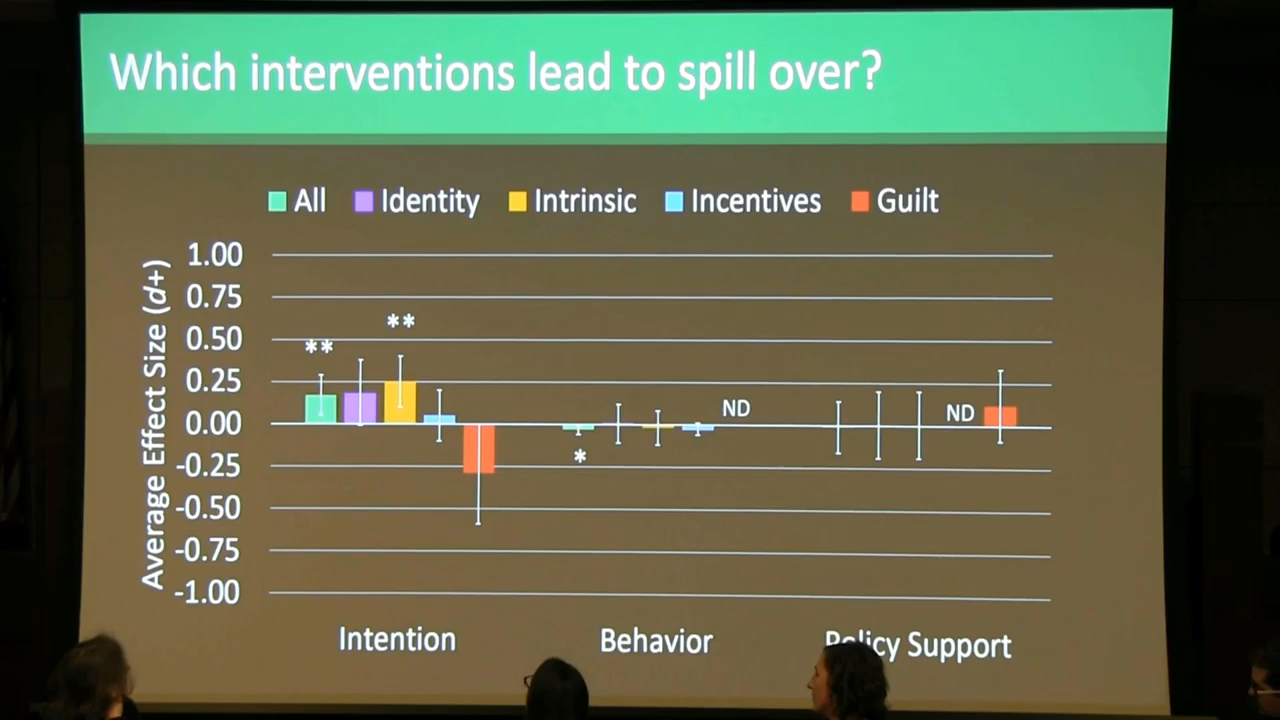 Which interventions lead to spill over?
All Identity Intrinsic Incentives Guilt
Average Effect Size (d+)
1.00
0.75
0.50
0.25
0.00
-0.25
-0.50
-0.75
-1.00
**
**
*
ND
ND
Intention Behavior Policy Support